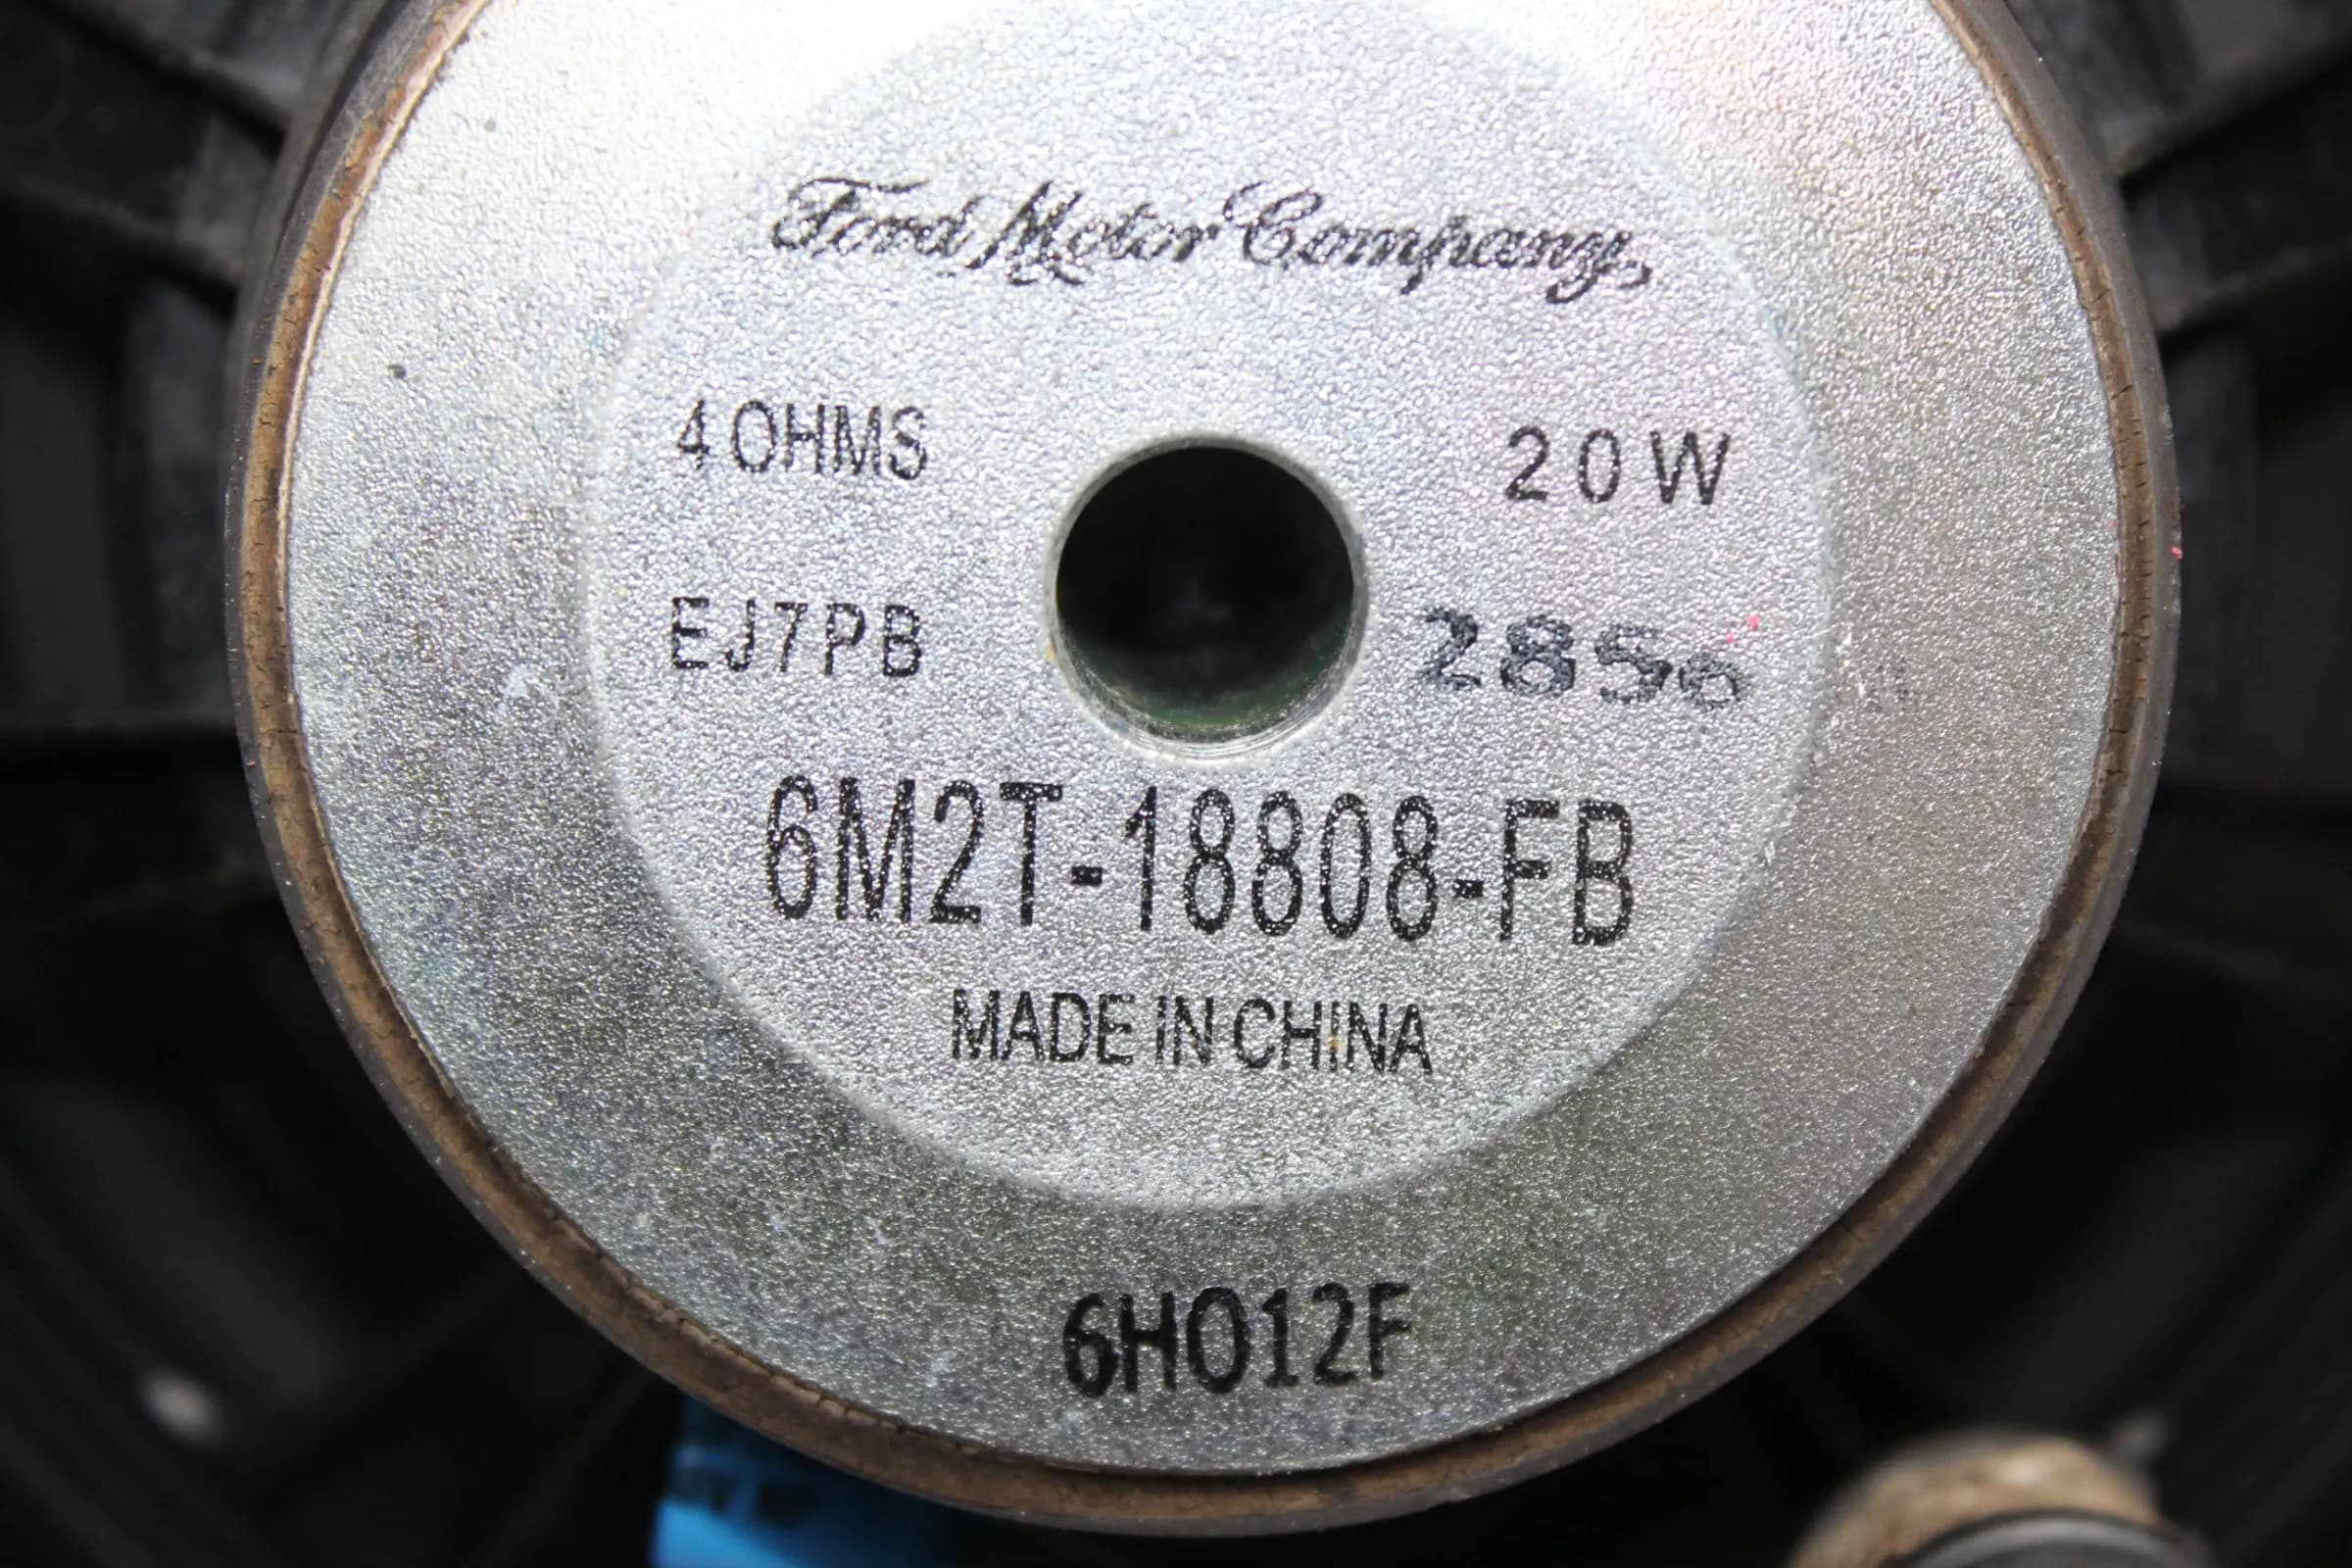 Ford Motor Company,
4 OHMS 20W
EJ7PB 2856
6M2T-18808-FB
MADE IN CHINA
6H012F